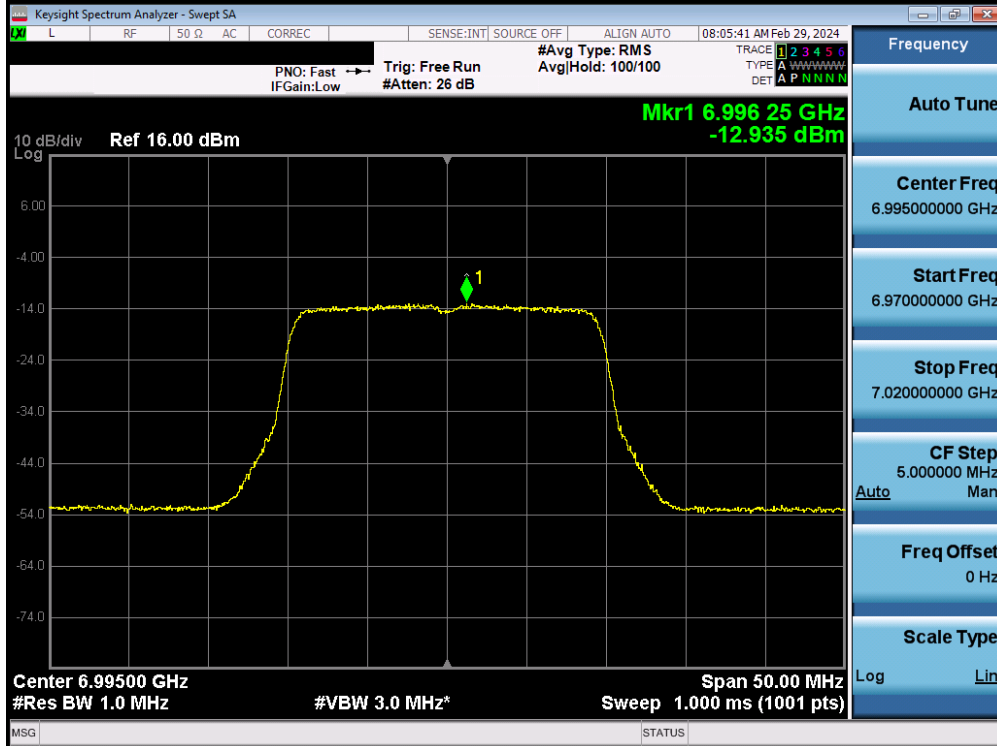 Keysight Spectrum Analyzer - Swept SA
LXI L RF 50 Ω AC CORREC SENSE:INT SOURCE OFF ALIGN AUTO 08:05:41 AM Feb 29, 2024
PNO: Fast
IFGain:Low
Trig: Free Run
#Atten: 26 dB
#Avg Type: RMS
Avg|Hold: 100/100
TRACE 1 2 3 4 5 6
TYPE A WWWWW
DET A P N N N N
Mkr1 6.996 25 GHz
-12.935 dBm
10 dB/div Ref 16.00 dBm
Log
6.00
-4.00
1
-14.0
-24.0
-34.0
-44.0
-54.0
-64.0
-74.0
Center 6.99500 GHz Span 50.00 MHz
#Res BW 1.0 MHz #VBW 3.0 MHz* Sweep 1.000 ms (1001 pts)
MSG STATUS
Frequency
Auto Tune
Center Freq
6.995000000 GHz
Start Freq
6.970000000 GHz
Stop Freq
7.020000000 GHz
CF Step
5.000000 MHz
Auto Man
Freq Offset
0 Hz
Scale Type
Log Lin